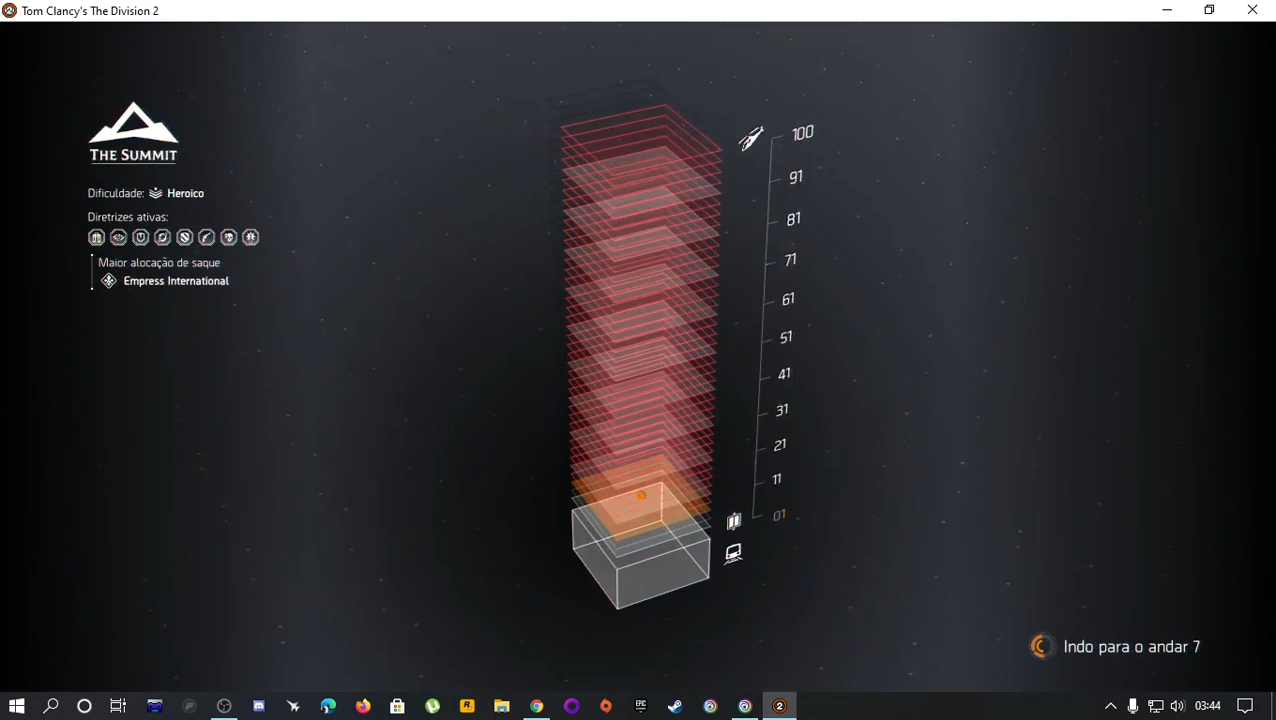 Tom Clancy's The Division 2
THE SUMMIT
Dificuldade: Heroico
Diretrizes ativas:
Maior alocação de saque
Empress International
100
91
81
71
61
51
41
31
21
11
01
Indo para o andar 7
EPIC
03:44